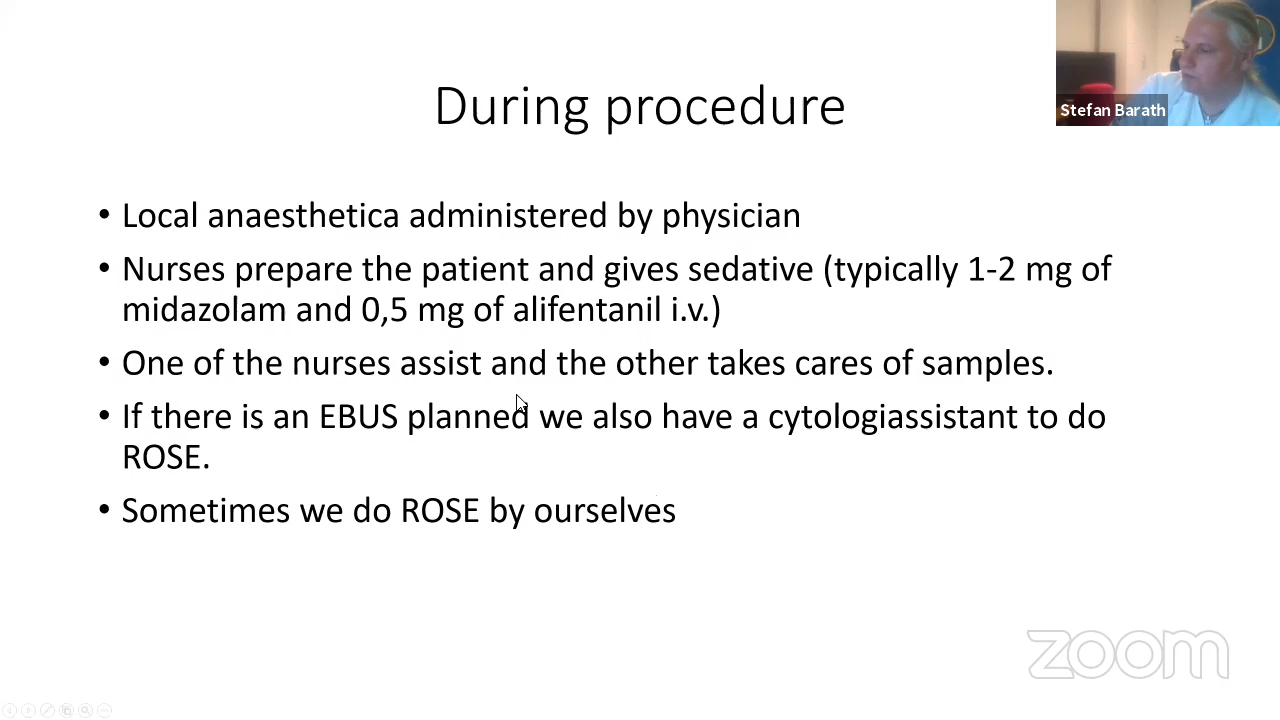 During procedure
Stefan Barath
• Local anaesthetica administered by physician
• Nurses prepare the patient and gives sedative (typically 1-2 mg of
midazolam and 0,5 mg of alifentanil i.v.)
• One of the nurses assist and the other takes cares of samples.
• If there is an EBUS planned we also have a cytologiassistant to do
ROSE.
• Sometimes we do ROSE by ourselves
zoom